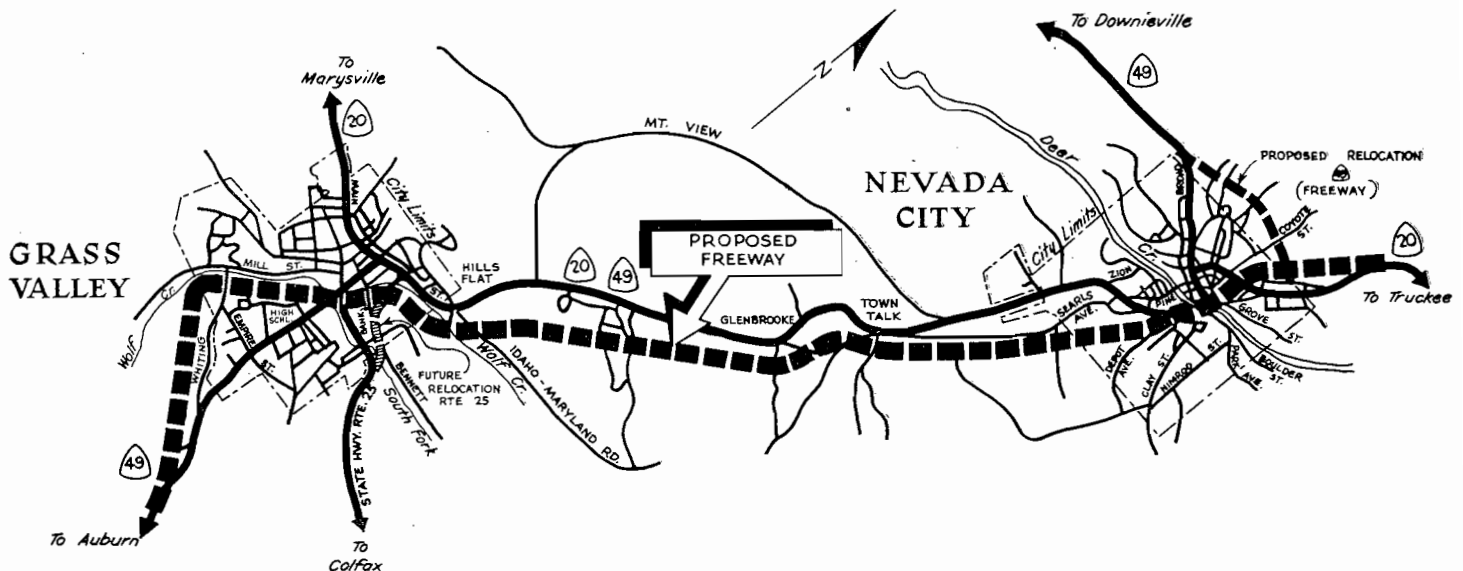 To Downieville
49
To
Marysville
20
N
MT. VIEW
Deer
Cr.
PROPOSED RELOCATION
49
(FREEWAY)
BROAD
COYOTE
ST.
20
To Truckee
NEVADA
CITY
City Limits
ZION
PINE
SEARLS
AVE.
GROVE
ST.
BOULDER
ST.
PARK AVE.
NIMROD
ST.
CLAY ST.
DEPOT
AVE.
PROPOSED
FREEWAY
20
49
GLENBROOKE
TOWN
TALK
GRASS
VALLEY
MAIN
ST.
City Limits
HILLS
FLAT
MILL ST.
Wolf Cr.
HIGH
SCHL.
EMPIRE
ST.
WHITING
BANK
FUTURE
RELOCATION
RTE 25
BENNETT
South Fork
Wolf Cr.
IDAHO-MARYLAND RD.
STATE HWY. RTE. 25
49
To Auburn
To
Colfax